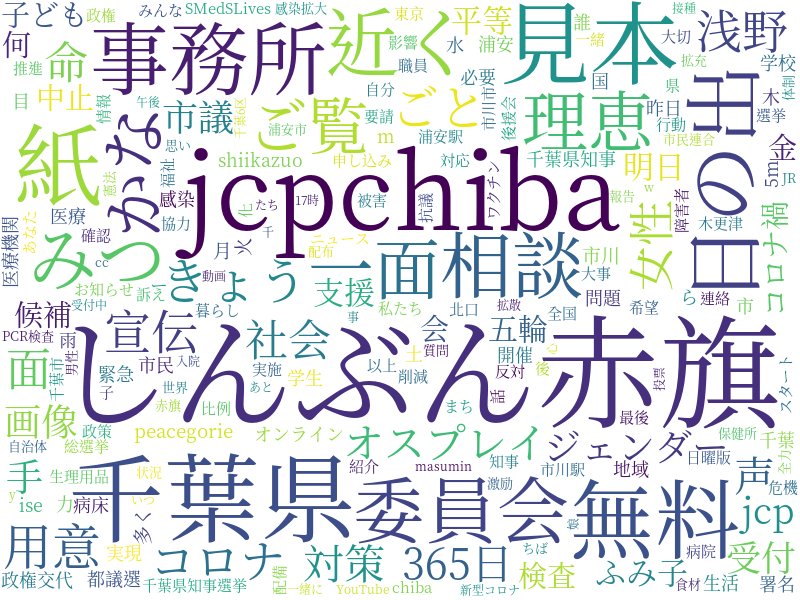 子ども 政権 みんな SMedSLives 感染拡大 東京 平等 誰 一緒 接種
何 命 推進 事務所 近く 影響 職員 水 浦安 見本 大切 拡充 浅野
目 中止 情報 午後 千葉6区 ご覧 自分 ごと 必要 市川市八 国 県 学校 体制
紙 かな 市議 浦安市 要請 m 後援会 理恵 昨日 木 選挙 日の出
思い 福祉 shiikazuo 申し込み 対応 浦安駅 千葉県知事 行動 市民連合 明日 金
憲法 感染 jcpchiba 17時 たち 被害 抗議 ワクチン w 報告 女性 障害者 5m JR
医療機関 あなた 医療 協力 化 千 木更津 コロナ禍
みつ 確認 月 火 ニュース 配布 一面相談 市川 大事
cc お知らせ 訴え きょう 動画 支援 私たち 北口 拡散 全国 問題 ら 連絡 市
受付中 暮らし 事 希望
候補 宣伝 社会 会 土 質問 五輪 心
PCR検査 雨 男性 入院 緊急 市民 実施 以上 削減 開催 後 反対 投票 スタート
面 千葉市 子 世界 あと 学生 しんぶん赤旗 まち 話
画像 自治体 赤旗 政策 比例 オスプレイ 最後 ジェンダー 保健所 千葉
総選挙 peacegorie オンライン 知事 日曜版 全力
手 生理用品 状況 紹介 masumin 市川駅 地域 声 危機
y ise 力 病床 いつ 千葉県 委員会 激励 無料 jcp
用意 多く 実現 コロナ 対策 365日 帳 ちば 検査 病院 ふみ子 受付
政権交代 都議選 千葉県知事選挙 配備 一緒に YouTube chiba 新型コロナ 食材 生活 署名